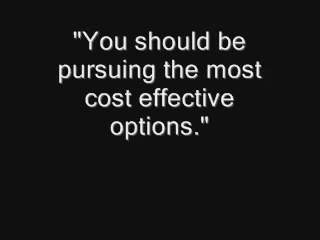 "You should be
pursuing the most
cost effective
options."